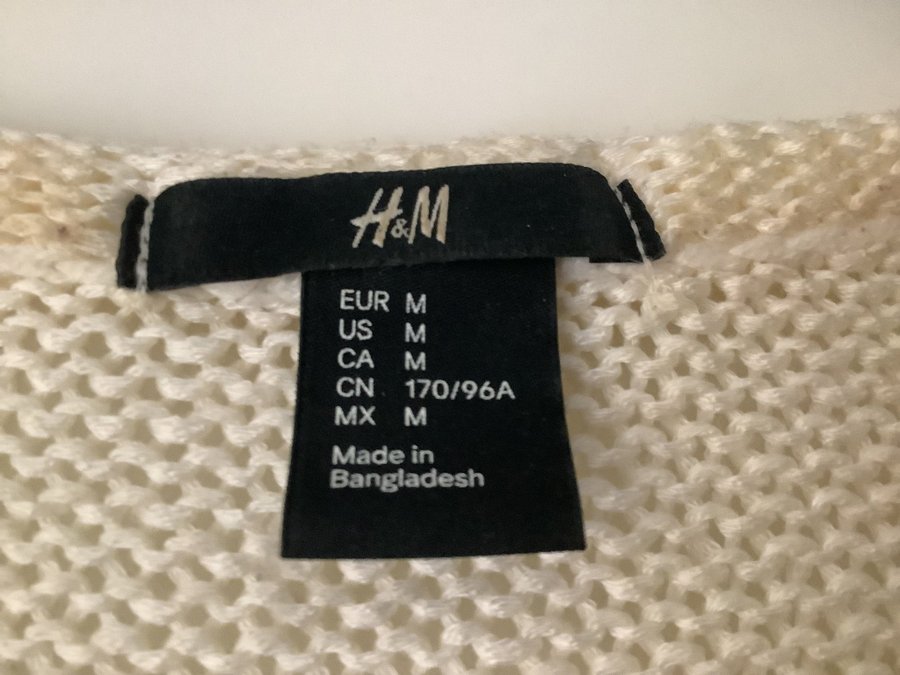 H&M
EUR M
US M
CA M
CN 170/96A
MX M
Made in
Bangladesh